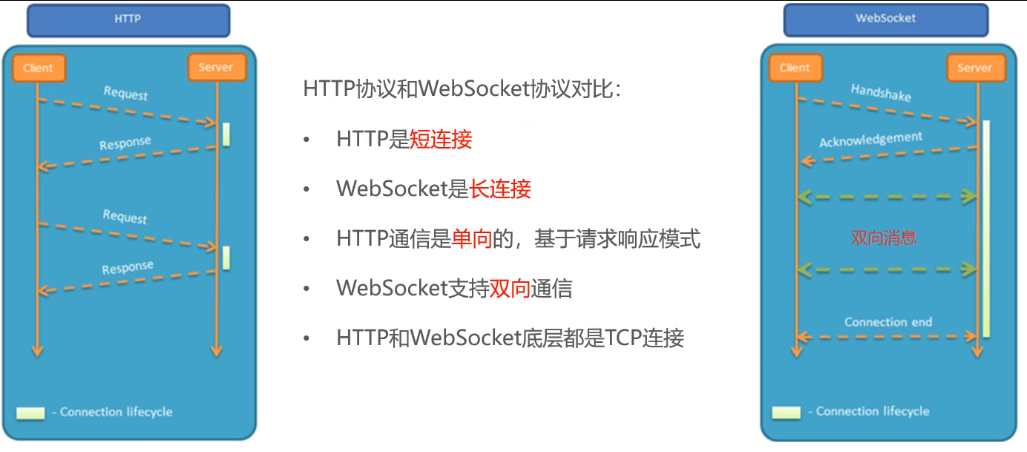 HTTP
Client
Server
Request
Response
Request
Response
- Connection lifecycle
HTTP协议和WebSocket协议对比：
• HTTP是短连接
• WebSocket是长连接
• HTTP通信是单向的，基于请求响应模式
• WebSocket支持双向通信
• HTTP和WebSocket底层都是TCP连接
WebSocket
Client
Server
Handshake
Acknowledgement
双向消息
Connection end
- Connection lifecycle